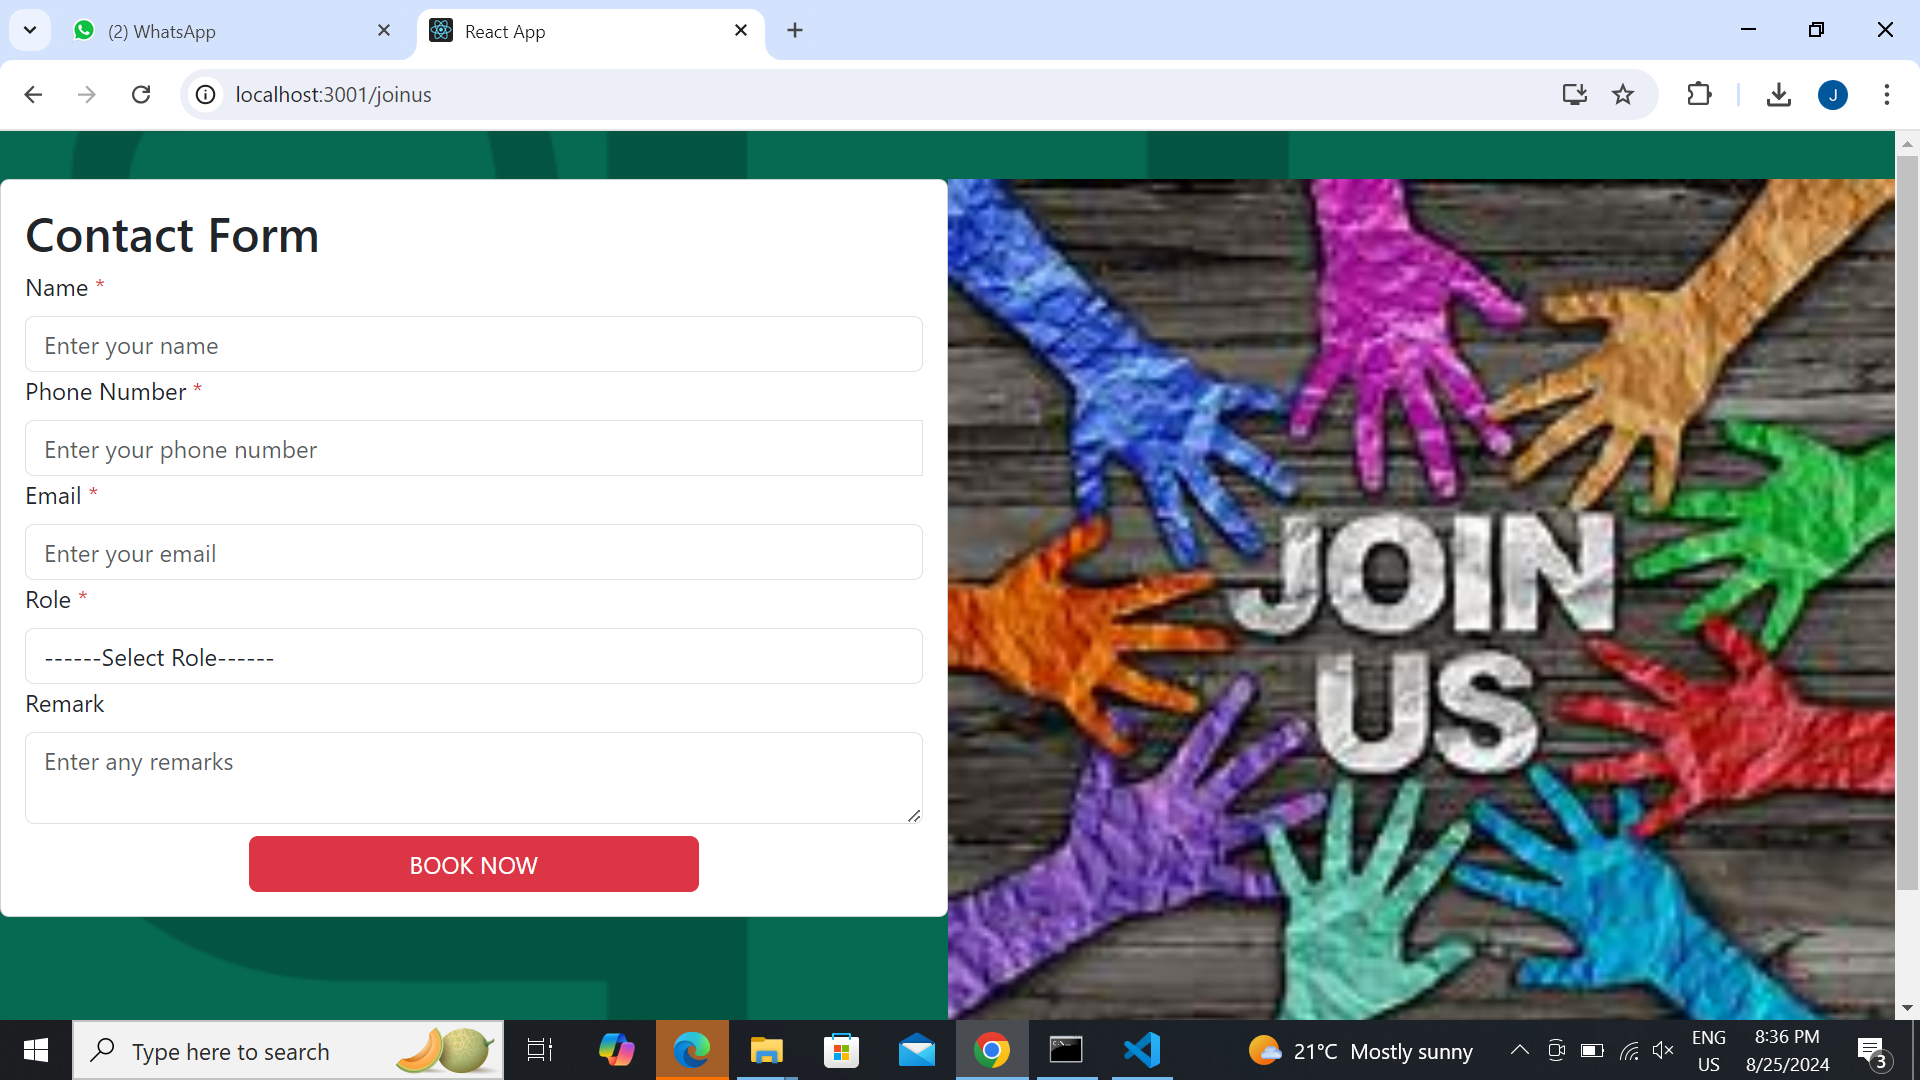 (2) WhatsApp
React App
localhost:3001/joinus
J
Contact Form
Name *
Enter your name
Phone Number *
Enter your phone number
Email *
Enter your email
Role *
------Select Role------
Remark
Enter any remarks
BOOK NOW
JOIN
US
Type here to search
21°C Mostly sunny
ENG
US
8:36 PM
8/25/2024
3